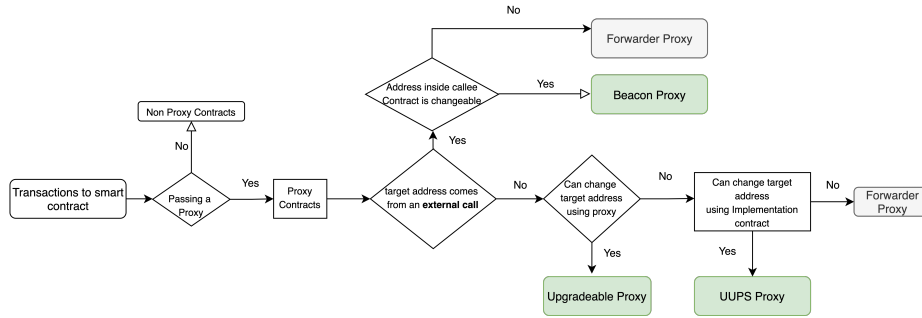 No
Forwarder Proxy
Address inside callee
Contract is changeable
Yes
Beacon Proxy
Non Proxy Contracts
No
Yes
Transactions to smart
contract
Passing a
Proxy
Yes
Proxy
Contracts
target address comes
from an external call
No
Can change
target address
using proxy
No
Can change target
address
using Implementation
contract
No
Forwarder
Proxy
Yes
Yes
Upgradeable Proxy
UUPS Proxy